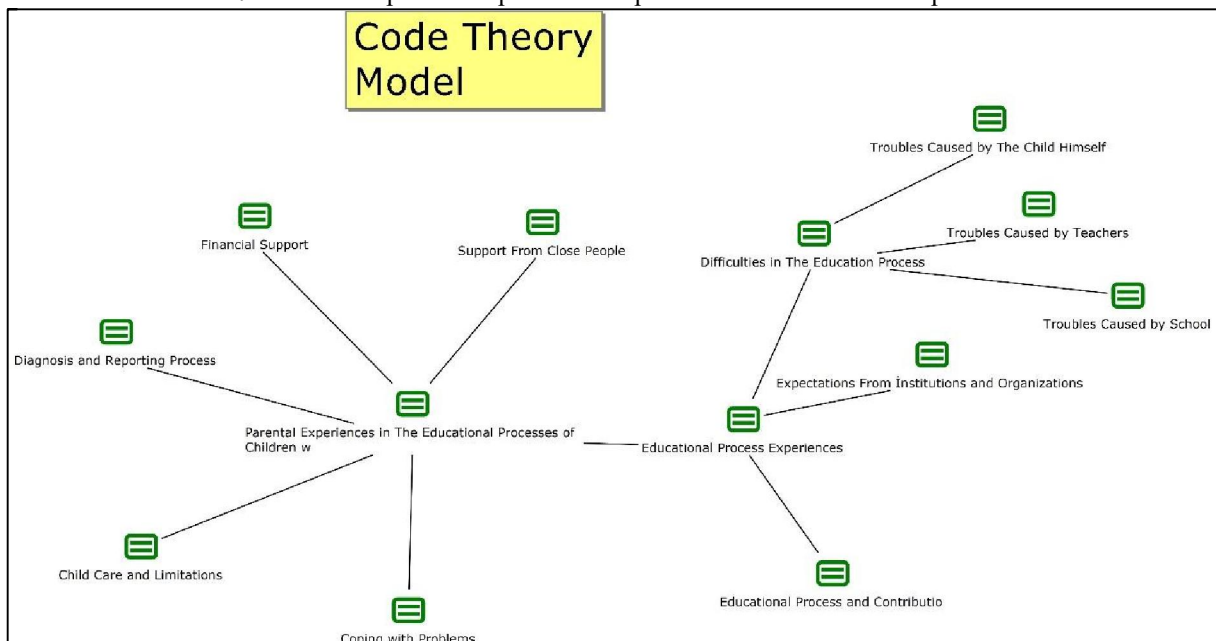 Code Theory
Model
Troubles Caused by The Child Himself
Financial Support
Support From Close People
Troubles Caused by Teachers
Difficulties in The Education Process
Troubles Caused by School
Diagnosis and Reporting Process
Expectations From İnstitutions and Organizations
Parental Experiences in The Educational Processes of
Children w
Educational Process Experiences
Child Care and Limitations
Educational Process and Contributio
Coping with Problems